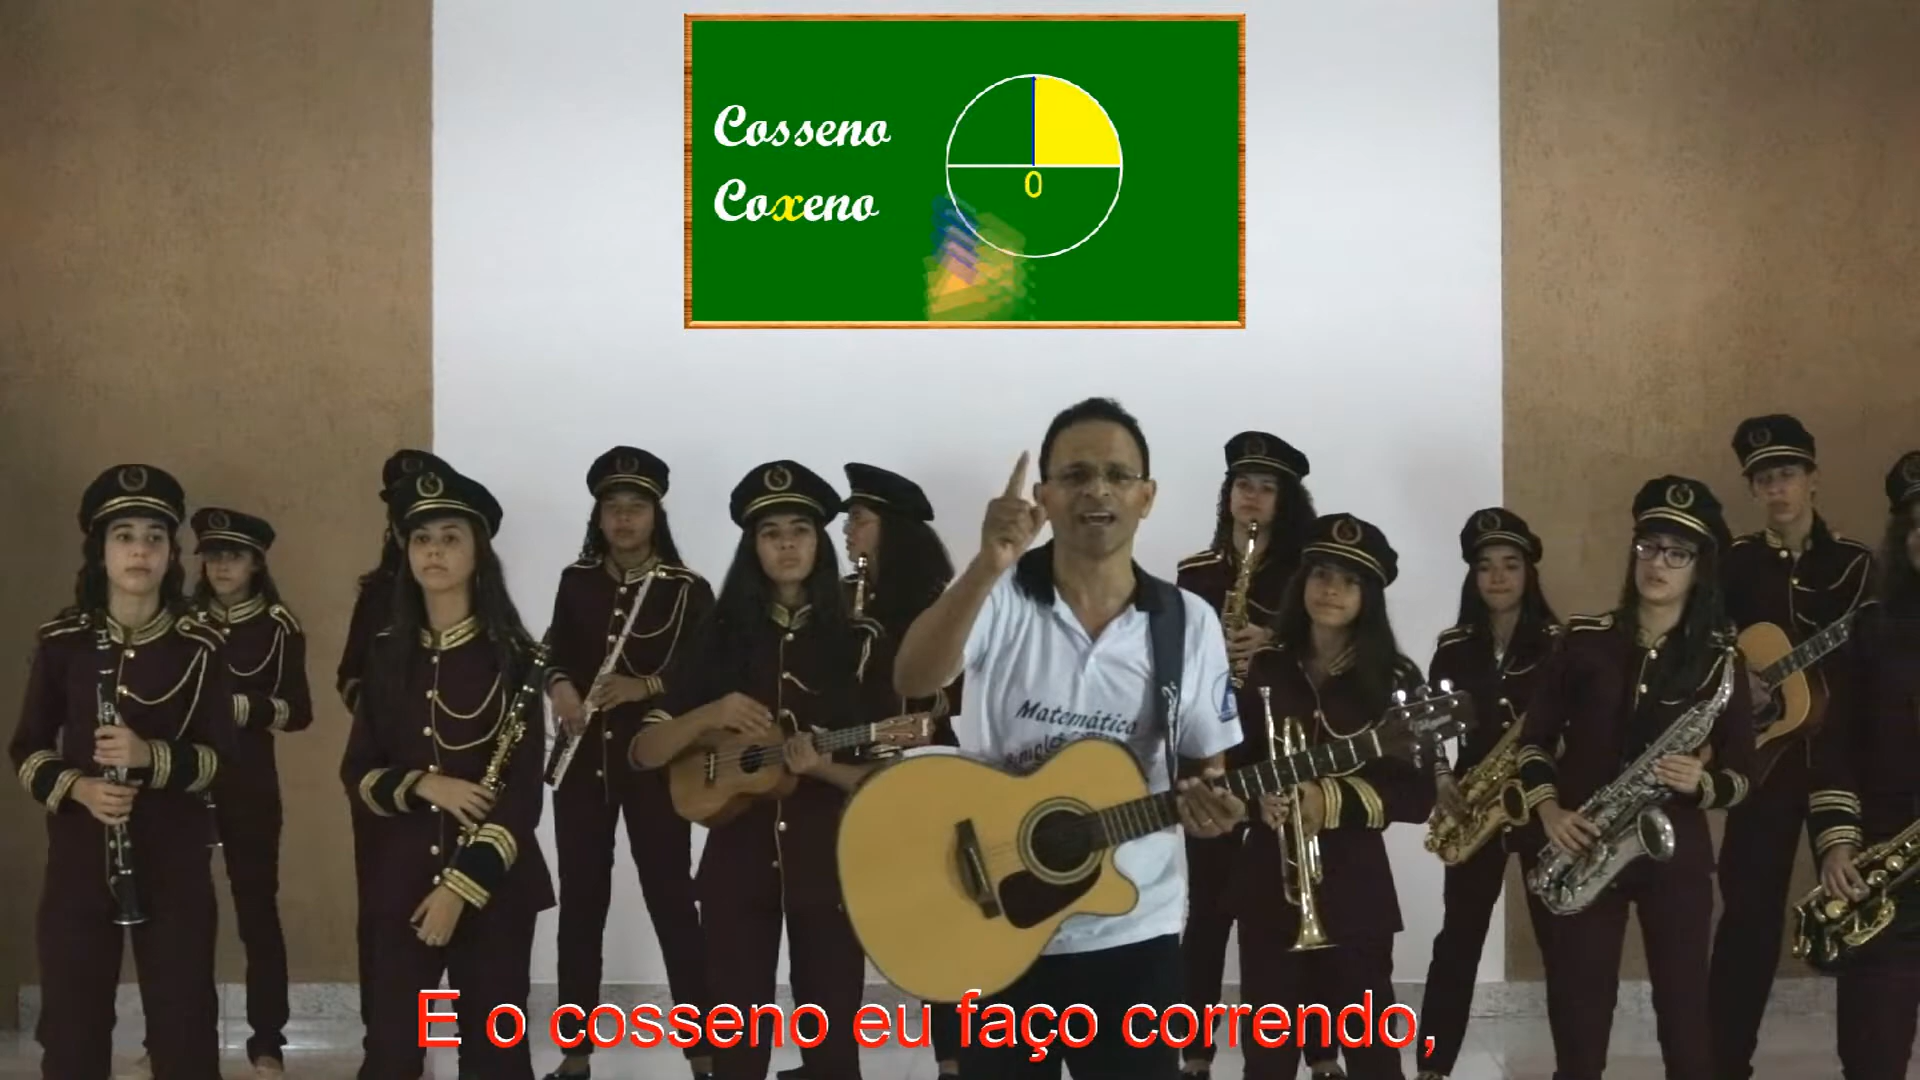 Cosseno
Coxeno
0
Matemática
E o cosseno eu faço correndo,